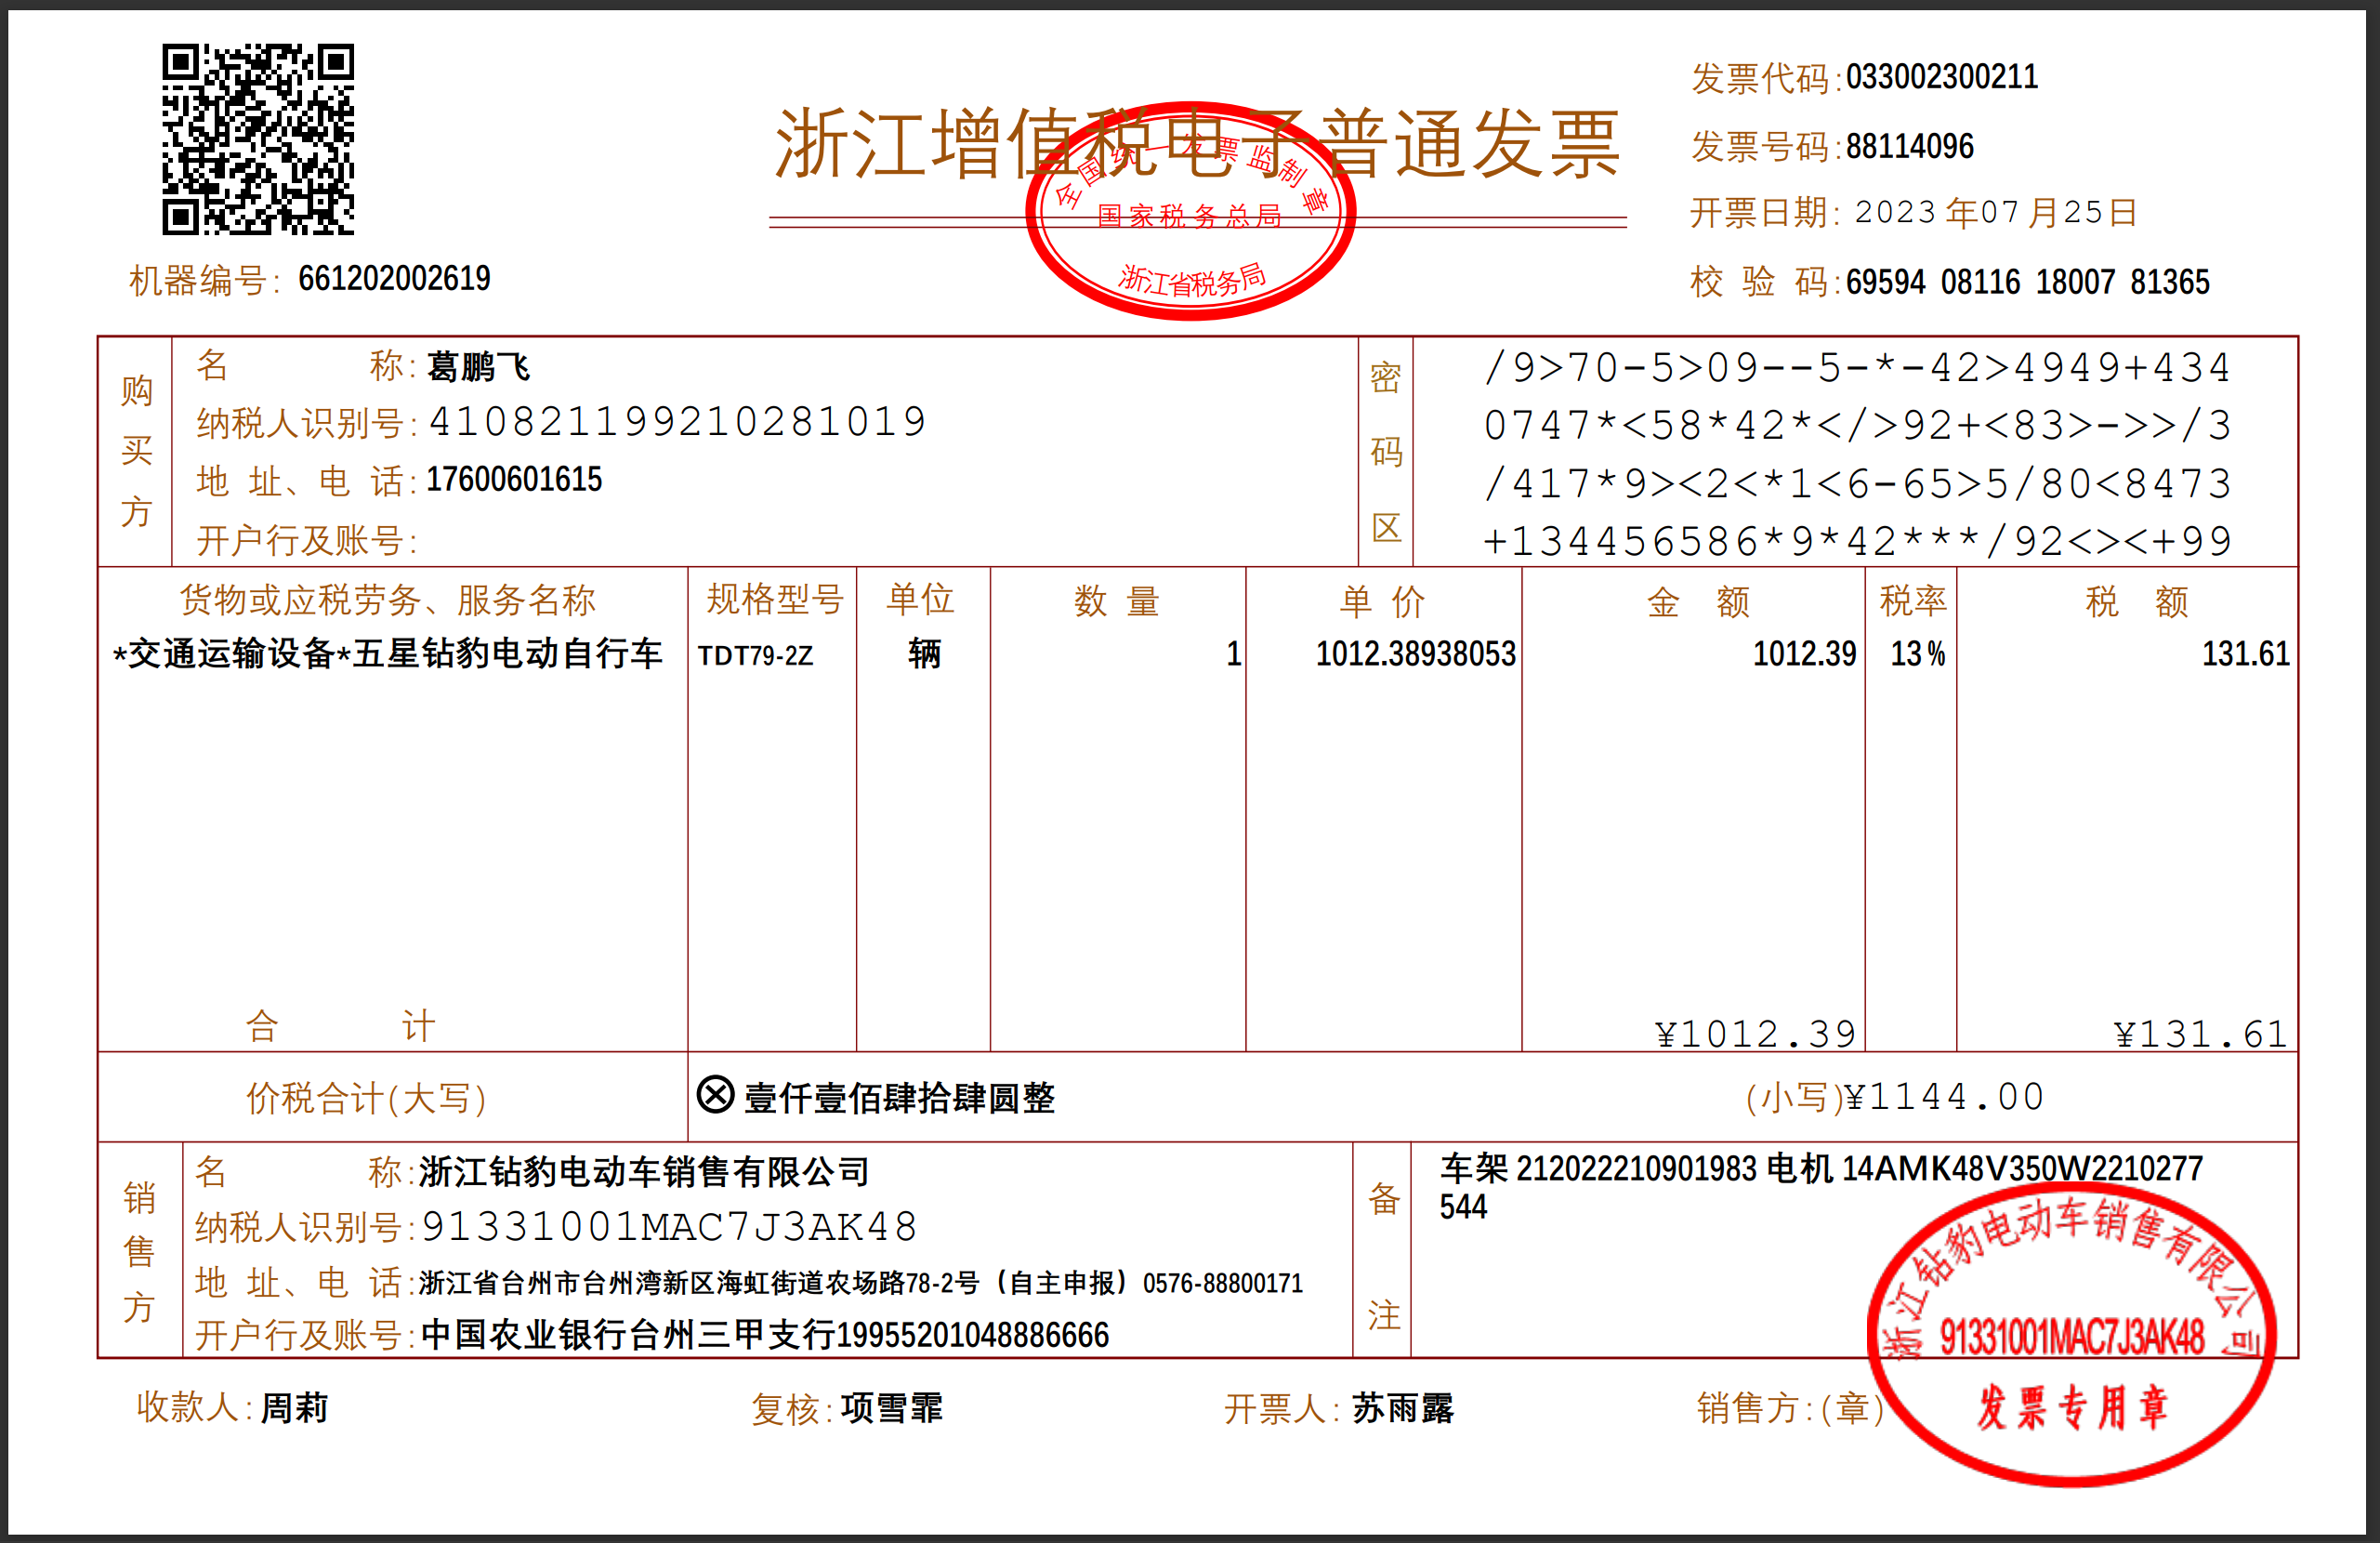 浙江增值税电子普通发票
全国统一发票监制章
国家税务总局
浙江省税务局
发票代码:033002300211
发票号码:88114096
开票日期: 2023年07月25日
校 验 码:69594 08116 18007 81365
机器编号: 661202002619
购买方
名 称: 葛鹏飞
纳税人识别号: 410821199210281019
地 址、电 话: 17600601615
开户行及账号:
密码区
/9>70-5>09--5-*-42>4949+434
0747*<58*42*</>92+<83>->>/3
/417*9><2<*1<6-65>5/80<8473
+134456586*9*42***/92<><+99
货物或应税劳务、服务名称 规格型号 单位 数 量 单 价 金 额 税率 税 额
*交通运输设备*五星钻豹电动自行车 TDT79-2Z 辆 1 1012.38938053 1012.39 13% 131.61
合 计 ¥1012.39 ¥131.61
价税合计(大写) ⊗ 壹仟壹佰肆拾肆圆整 (小写)¥1144.00
销售方
名 称:浙江钻豹电动车销售有限公司
纳税人识别号:91331001MAC7J3AK48
地 址、电 话:浙江省台州市台州湾新区海虹街道农场路78-2号（自主申报）0576-88800171
开户行及账号:中国农业银行台州三甲支行19955201048886666
备注
车架 212022210901983 电机 14AMK48V350W2210277
544
收款人:周莉 复核:项雪霏 开票人: 苏雨露 销售方:(章)
浙江钻豹电动车销售有限公司
91331001MAC7J3AK48
发票专用章